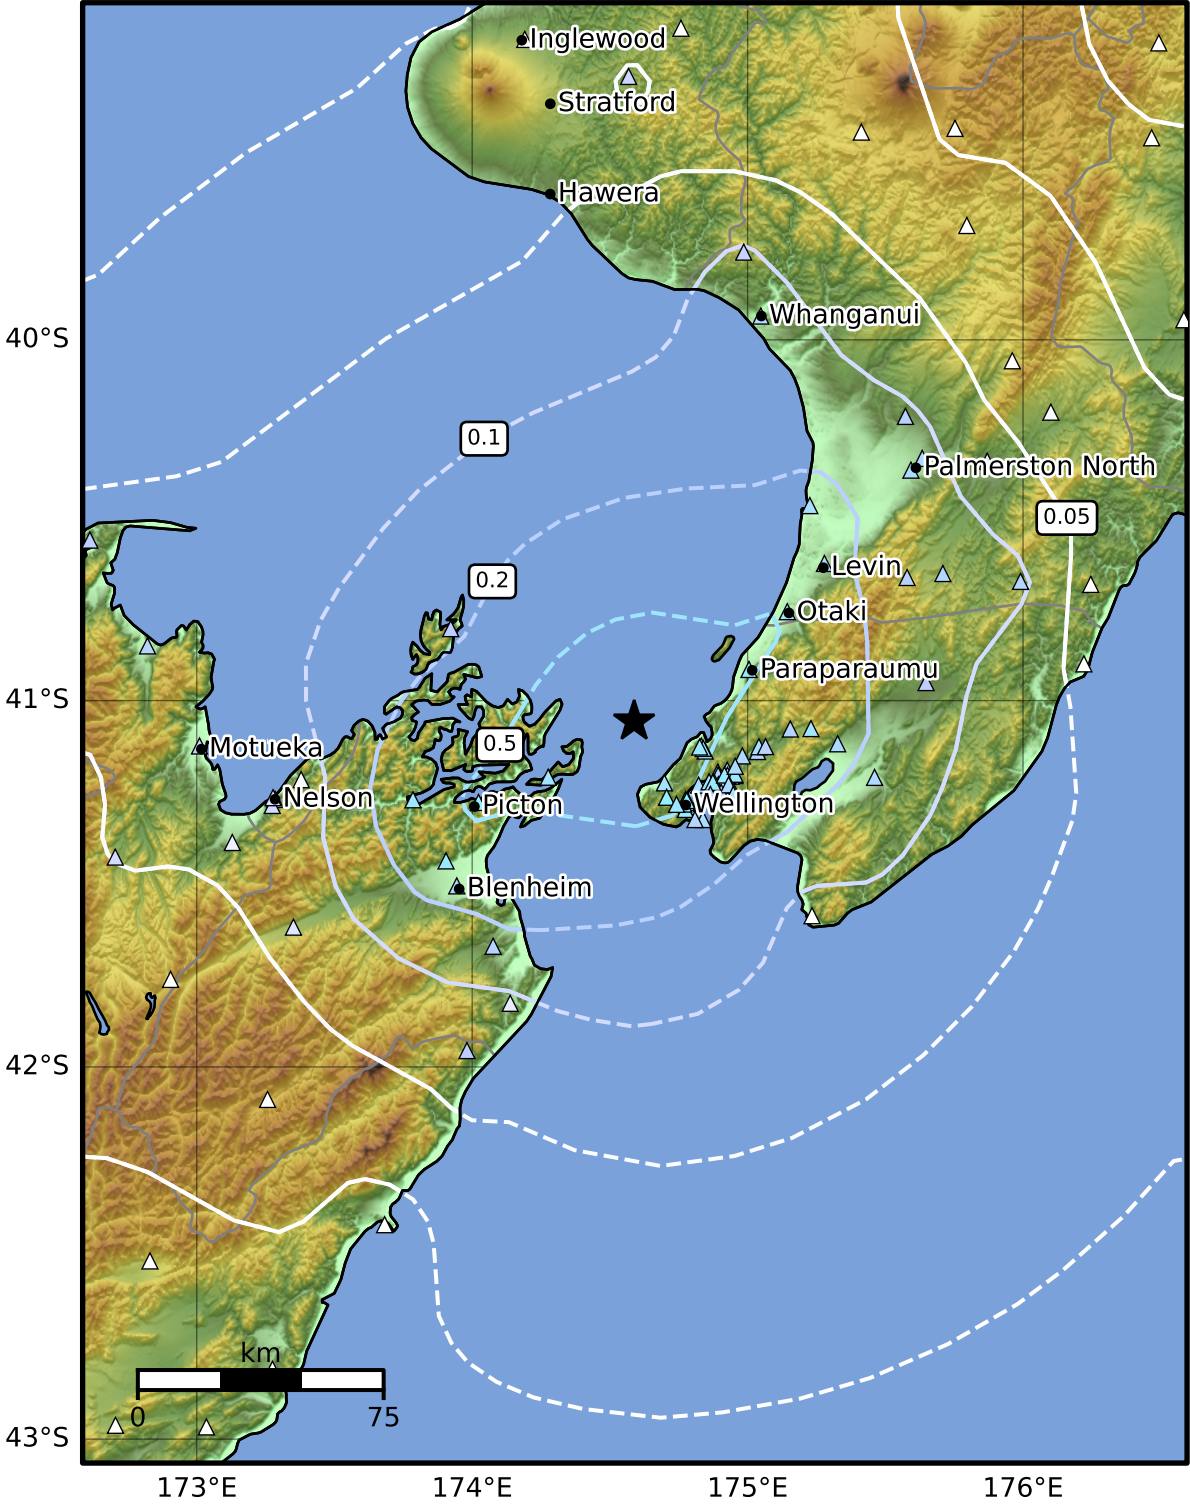 Inglewood
Stratford
Hawera
Whanganui
40°S
0.1
Palmerston North
0.05
Levin
0.2
Otaki
Paraparaumu
41°S
0.5
Motueka
Nelson
Picton
Wellington
Blenheim
42°S
km
0
75
43°S
173°E
174°E
175°E
176°E